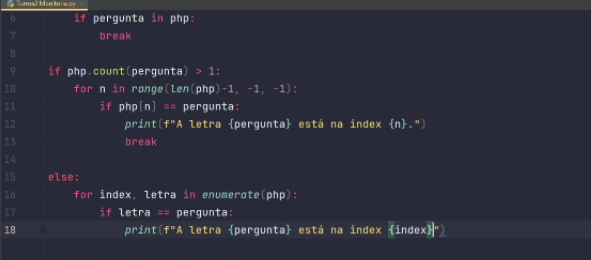 Turma2Monitoria.py
6 if pergunta in php:
7 break
8
9 if php.count(pergunta) > 1:
10 for n in range(len(php)-1, -1, -1):
11 if php[n] == pergunta:
12 print(f"A letra {pergunta} está na index {n}.")
13 break
14
15 else:
16 for index, letra in enumerate(php):
17 if letra == pergunta:
18 print(f"A letra {pergunta} está na index {index}")